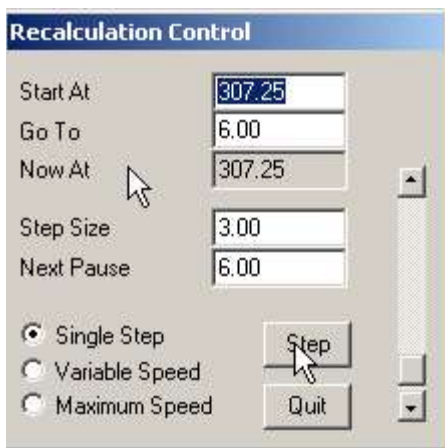 Recalculation Control
Start At 307.25
Go To 6.00
Now At 307.25
Step Size 3.00
Next Pause 6.00
Single Step Step
Variable Speed
Maximum Speed Quit